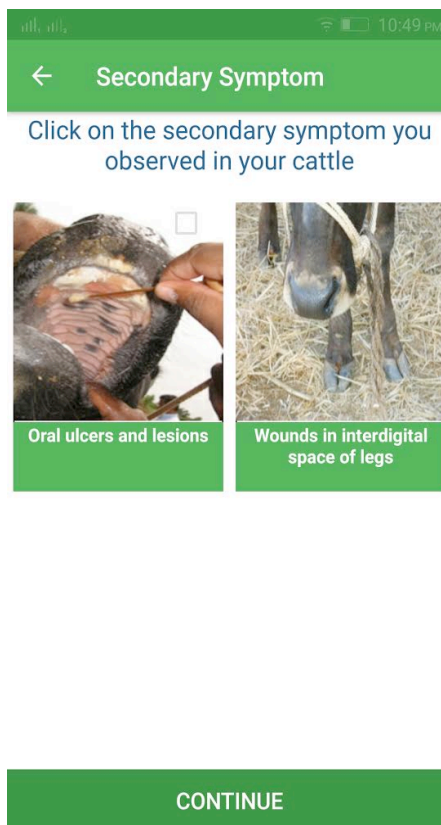 10:49 PM
Secondary Symptom
Click on the secondary symptom you
observed in your cattle
Oral ulcers and lesions
Wounds in interdigital
space of legs
CONTINUE